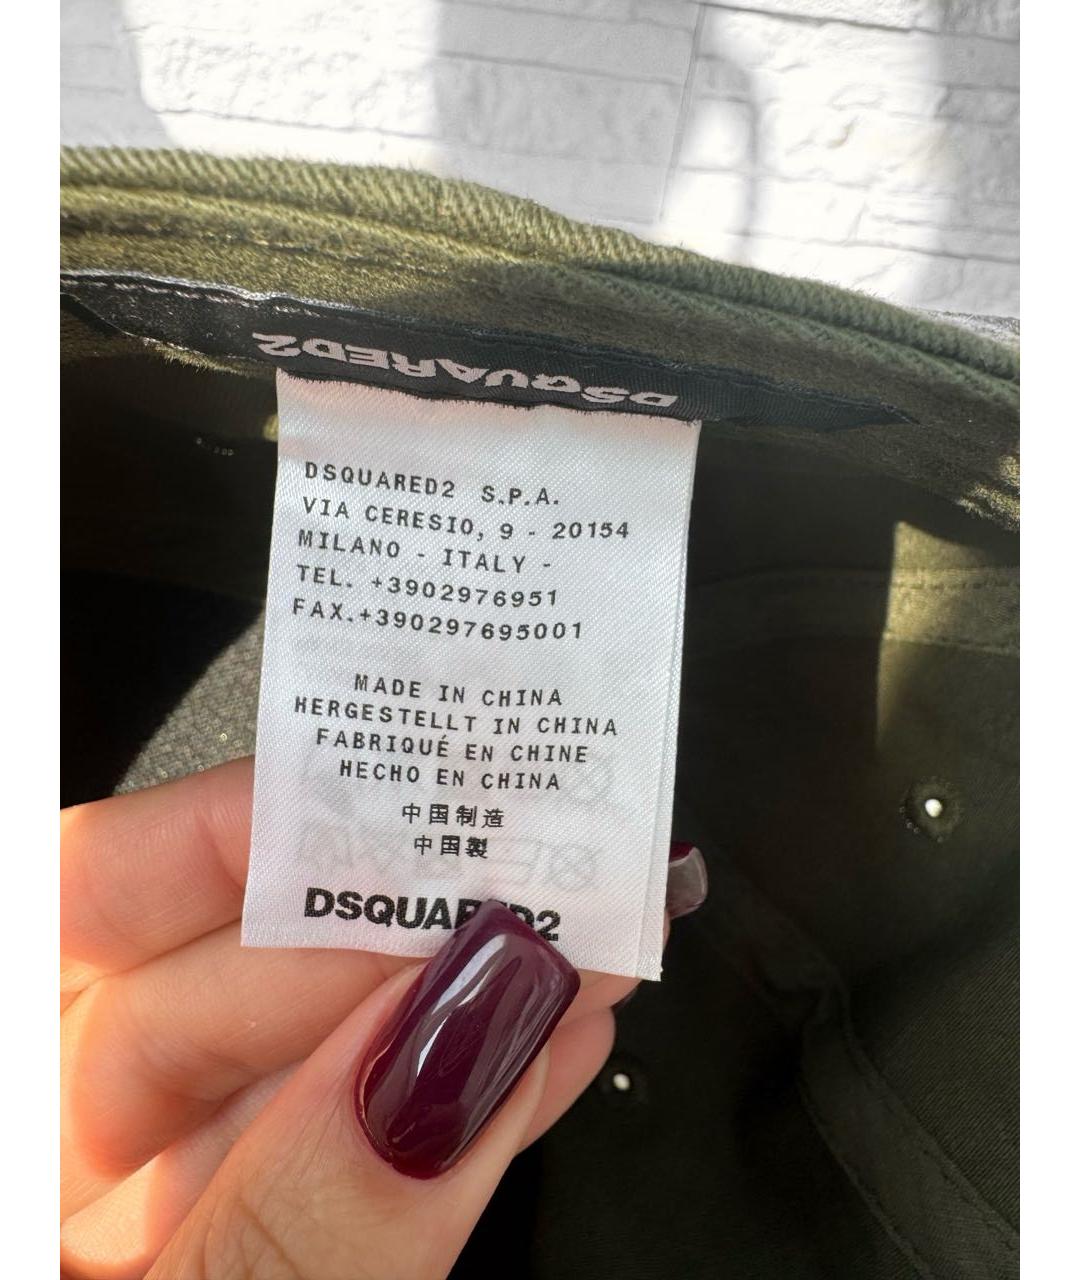 DSQUARED2
DSQUARED2 S.P.A.
VIA CERESIO, 9 - 20154
MILANO - ITALY -
TEL. +3902976951
FAX.+390297695001
MADE IN CHINA
HERGESTELLT IN CHINA
FABRIQUÉ EN CHINE
HECHO EN CHINA
中国制造
中国製
DSQUARED2